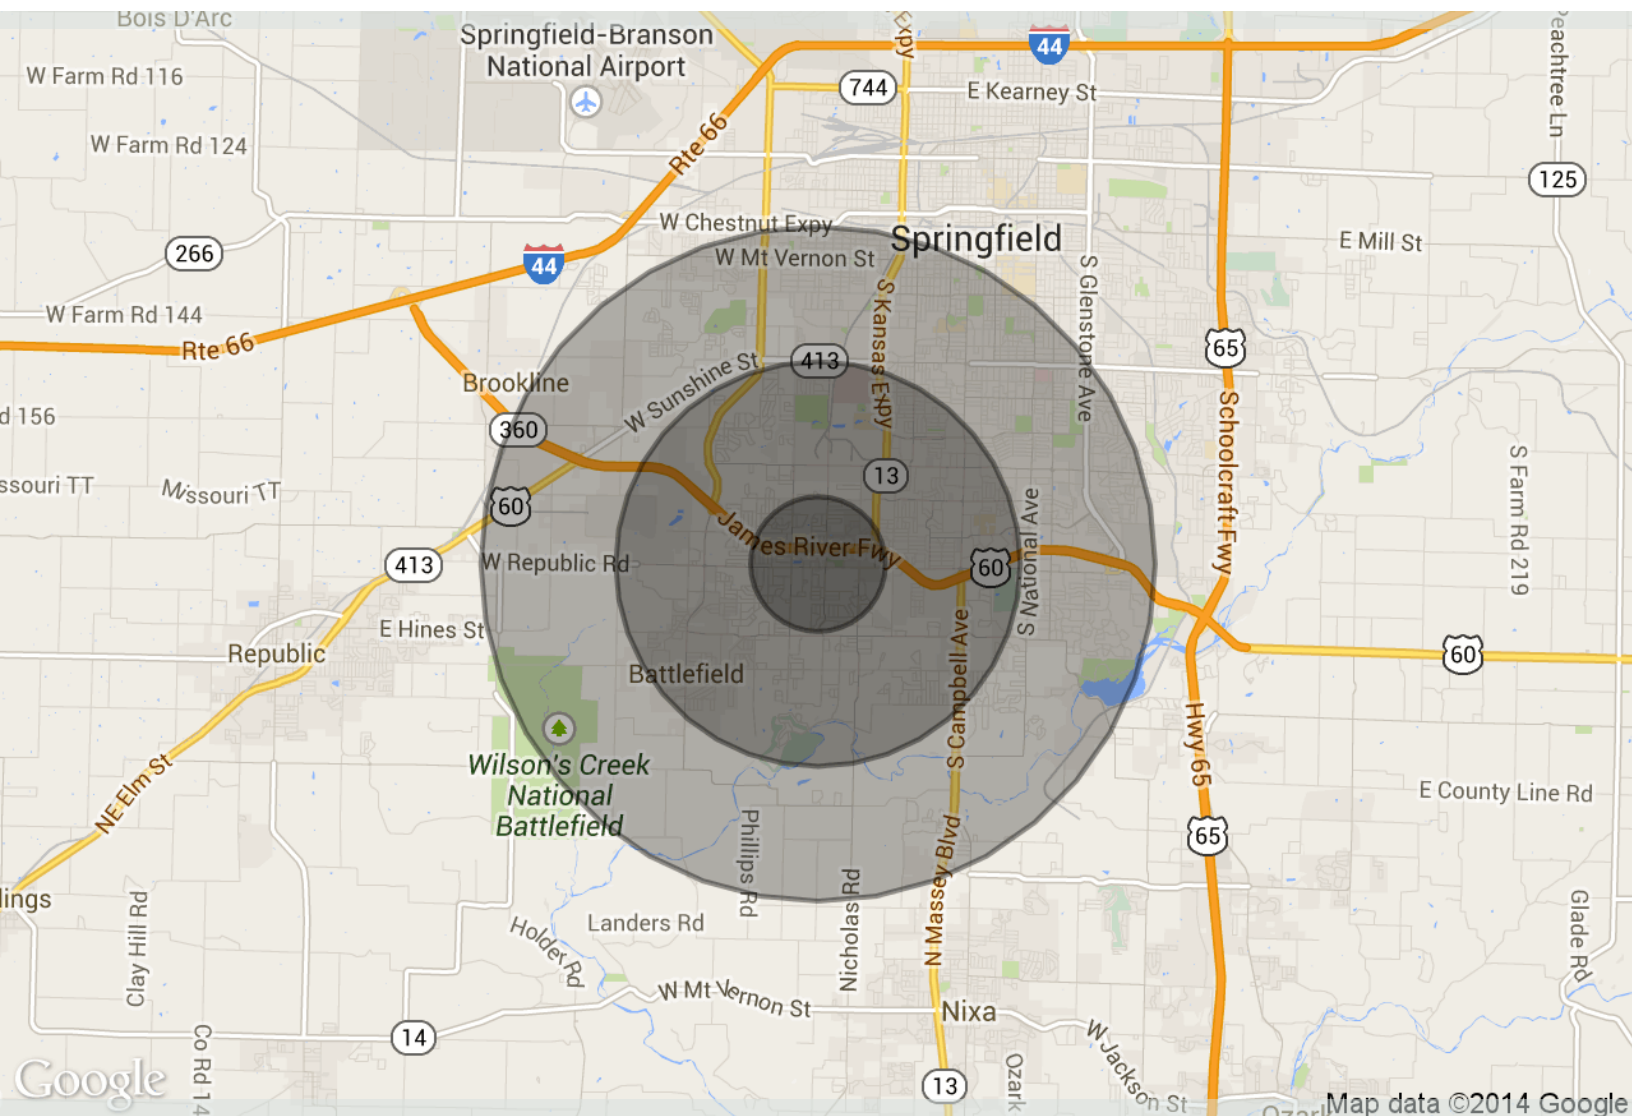 Bois D'Arc
Springfield-Branson
National Airport
Expy
44
Peachtree Ln
W Farm Rd 116
744
E Kearney St
W Farm Rd 124
Rte 66
125
W Chestnut Expy
Springfield
266
W Mt Vernon St
E Mill St
44
S Glenstone Ave
S Kansas Expy
W Farm Rd 144
Rte 66
65
413
Brookline
W Sunshine St
Schoolcraft Fwy
d 156
360
13
S Farm Rd 219
ssouri TT
Missouri TT
60
James River Fwy
S National Ave
413
W Republic Rd
60
E Hines St
Republic
60
Battlefield
S Campbell Ave
Hwy 65
Wilson's Creek
National
Battlefield
NE Elm St
E County Line Rd
65
Phillips Rd
N Massey Blvd
lings
Clay Hill Rd
Landers Rd
Nicholas Rd
Glade Rd
Holder Rd
W Mt Vernon St
Nixa
14
W Jackson St
Co Rd 14
Ozark
13
Google
Map data ©2014 Google